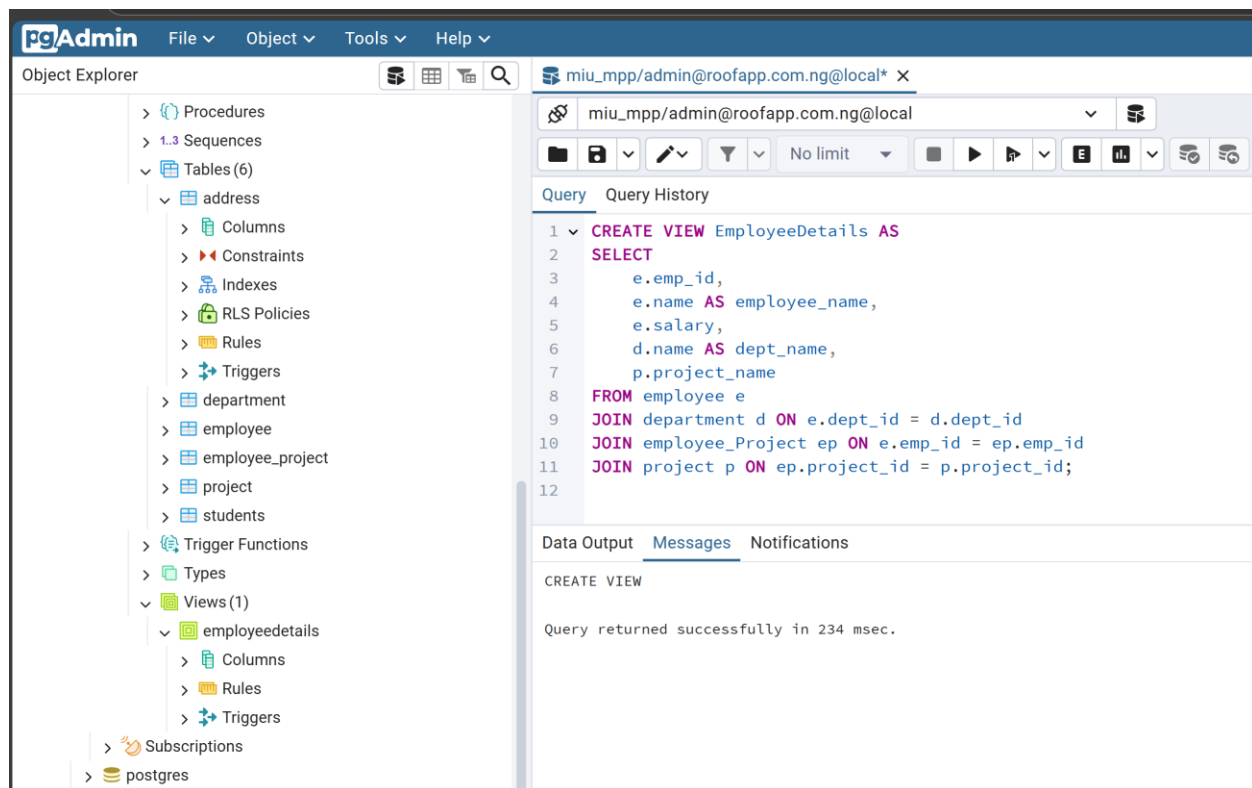 pgAdmin File Object Tools Help
Object Explorer
Procedures
1..3 Sequences
Tables (6)
address
Columns
Constraints
Indexes
RLS Policies
Rules
Triggers
department
employee
employee_project
project
students
Trigger Functions
Types
Views (1)
employeedetails
Columns
Rules
Triggers
Subscriptions
postgres
miu_mpp/admin@roofapp.com.ng@local*
miu_mpp/admin@roofapp.com.ng@local
No limit
E
Query Query History
1 CREATE VIEW EmployeeDetails AS
2 SELECT
3 e.emp_id,
4 e.name AS employee_name,
5 e.salary,
6 d.name AS dept_name,
7 p.project_name
8 FROM employee e
9 JOIN department d ON e.dept_id = d.dept_id
10 JOIN employee_Project ep ON e.emp_id = ep.emp_id
11 JOIN project p ON ep.project_id = p.project_id;
12
Data Output Messages Notifications
CREATE VIEW
Query returned successfully in 234 msec.